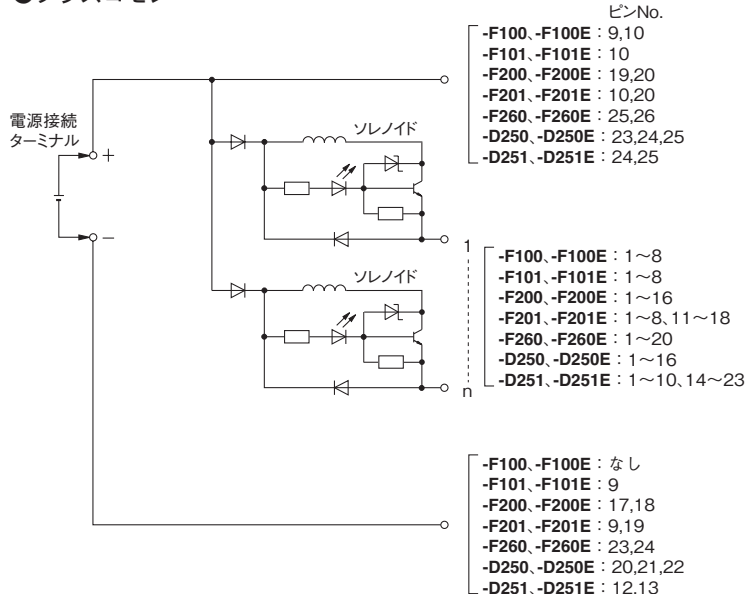 ピンNo.
-F100、-F100E：9,10
-F101、-F101E：10
-F200、-F200E：19,20
-F201、-F201E：10,20
-F260、-F260E：25,26
-D250、-D250E：23,24,25
-D251、-D251E：24,25
電源接続
ターミナル
+
−
ソレノイド
1
-F100、-F100E：1〜8
-F101、-F101E：1〜8
-F200、-F200E：1〜16
-F201、-F201E：1〜8、11〜18
-F260、-F260E：1〜20
-D250、-D250E：1〜16
-D251、-D251E：1〜10、14〜23
ソレノイド
n
-F100、-F100E：なし
-F101、-F101E：9
-F200、-F200E：17,18
-F201、-F201E：9,19
-F260、-F260E：23,24
-D250、-D250E：20,21,22
-D251、-D251E：12,13